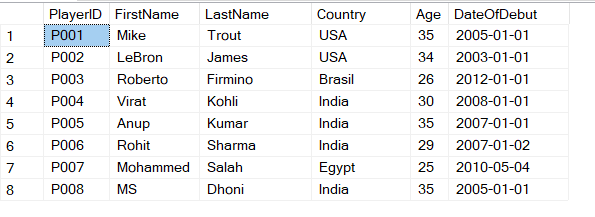 PlayerID FirstName LastName Country Age DateOfDebut
1 P001 Mike Trout USA 35 2005-01-01
2 P002 LeBron James USA 34 2003-01-01
3 P003 Roberto Firmino Brasil 26 2012-01-01
4 P004 Virat Kohli India 30 2008-01-01
5 P005 Anup Kumar India 35 2007-01-01
6 P006 Rohit Sharma India 29 2007-01-02
7 P007 Mohammed Salah Egypt 25 2010-05-04
8 P008 MS Dhoni India 35 2005-01-01